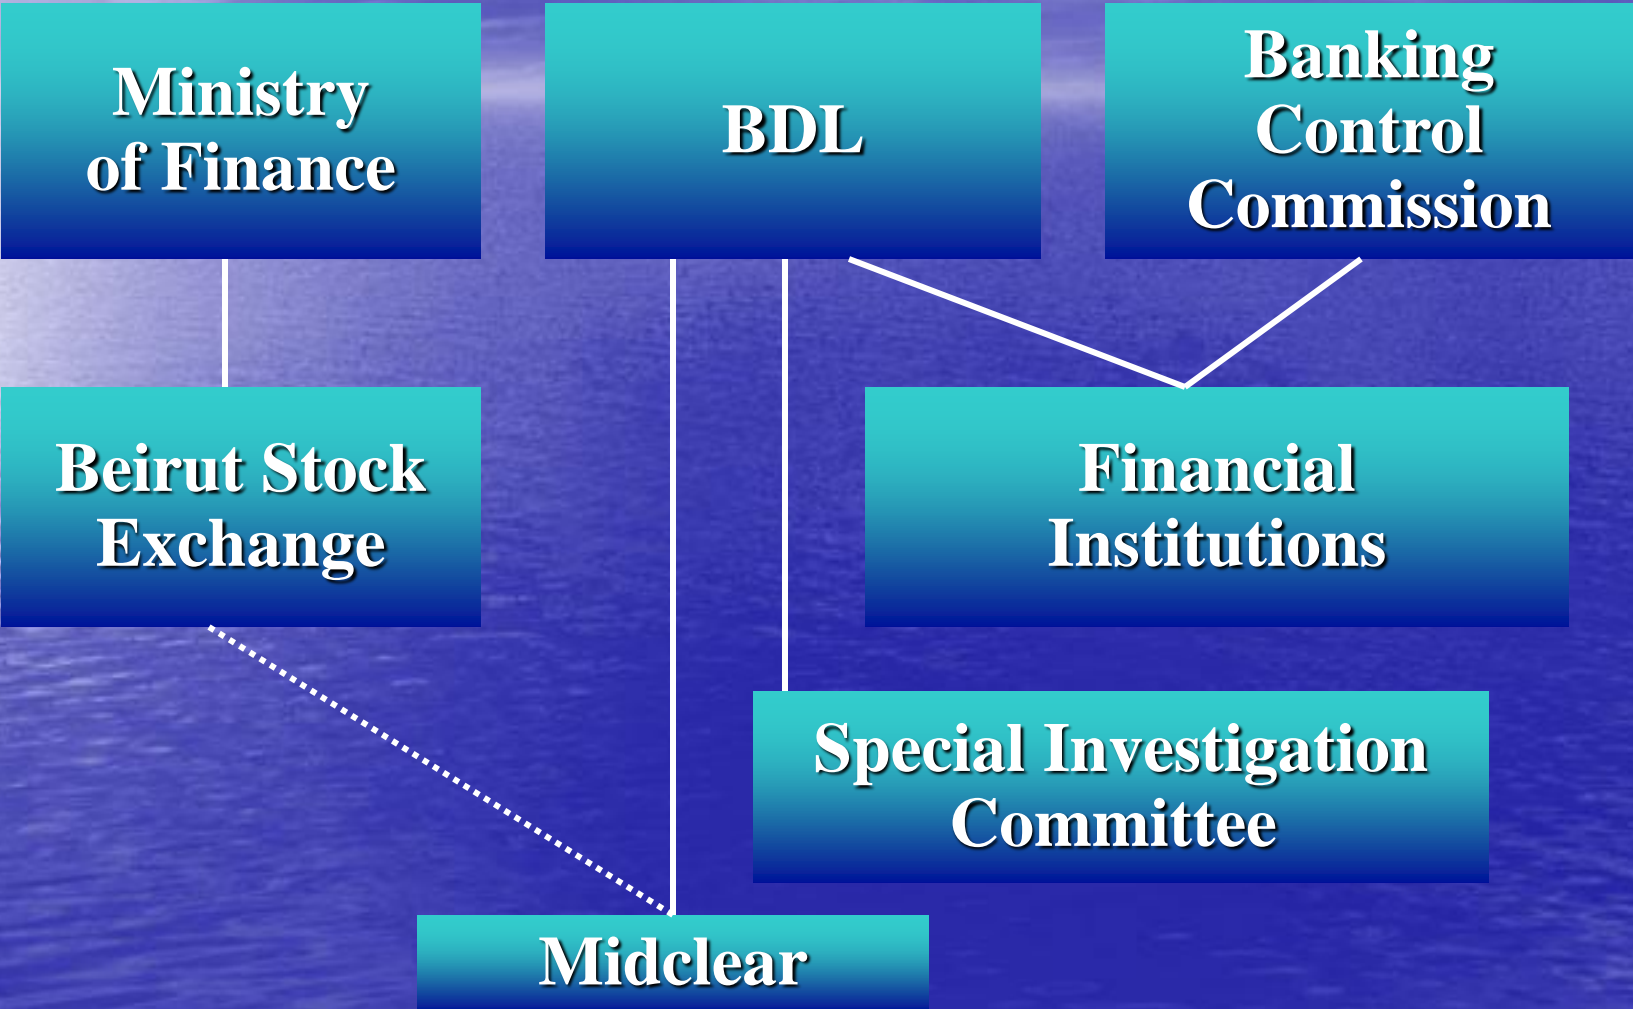 Ministry
of Finance
BDL
Banking
Control
Commission
Beirut Stock
Exchange
Financial
Institutions
Special Investigation
Committee
Midclear